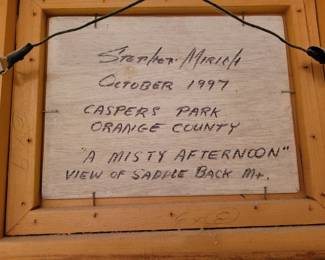 Stephen Mirich
October 1997
Caspers Park
Orange County
"A Misty Afternoon"
View of Saddle Back Mt.